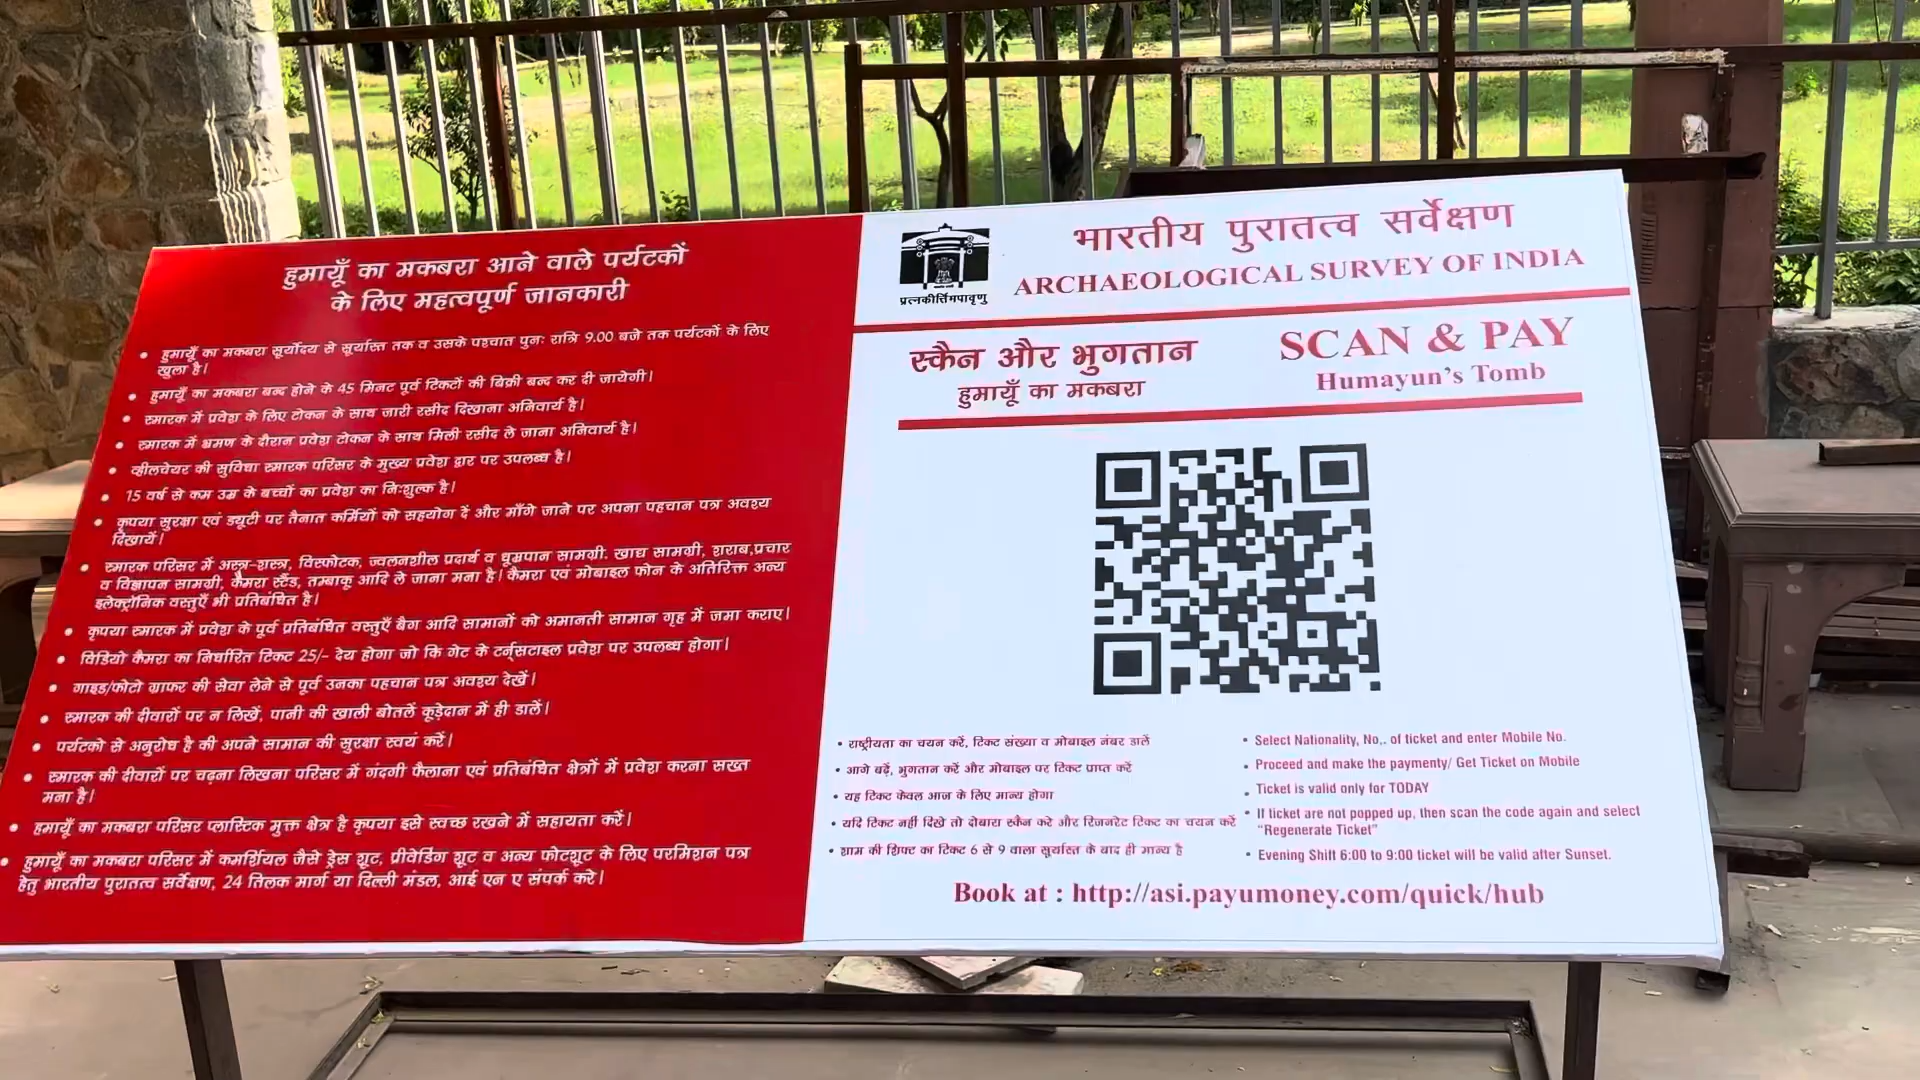 हुमायूँ का मकबरा आने वाले पर्यटकों
के लिए महत्वपूर्ण जानकारी
• हुमायूँ का मकबरा सूर्योदय से सूर्यास्त तक व उसके पश्चात पुनः रात्रि 9.00 बजे तक पर्यटकों के लिए
खुला है।
• हुमायूँ का मकबरा बन्द होने के 45 मिनट पूर्व टिकटों की बिक्री बन्द कर दी जायेगी।
• स्मारक में प्रवेश के लिए टोकन के साथ जारी रसीद दिखाना अनिवार्य है।
• स्मारक में भ्रमण के दौरान प्रवेश टोकन के साथ मिली रसीद ले जाना अनिवार्य है।
• व्हीलचेयर की सुविधा स्मारक परिसर के मुख्य प्रवेश द्वार पर उपलब्ध है।
• 15 वर्ष से कम उम्र के बच्चों का प्रवेश का निःशुल्क है।
• कृपया सुरक्षा एवं ड्यूटी पर तैनात कर्मियों को सहयोग दें और माँगे जाने पर अपना पहचान पत्र अवश्य
दिखायें।
• स्मारक परिसर में अस्त्र-शस्त्र, विस्फोटक, ज्वलनशील प्रदार्थ व धूम्रपान सामग्री. खाद्य सामग्री, शराब,प्रचार
व विज्ञापन सामग्री, कैमरा स्टैंड, तम्बाकू आदि ले जाना मना है। कैमरा एवं मोबाइल फोन के अतिरिक्त अन्य
इलेक्ट्रॉनिक वस्तुएँ भी प्रतिबंधित है।
• कृपया स्मारक में प्रवेश के पूर्व प्रतिबंधित वस्तुएँ बैग आदि सामानों को अमानती सामान गृह में जमा कराए।
• विडियो कैमरा का निर्धारित टिकट 25/- देय होगा जो कि गेट के टर्न्सटाइल प्रवेश पर उपलब्ध होगा।
• गाइड/फोटो ग्राफर की सेवा लेने से पूर्व उनका पहचान पत्र अवश्य देखें।
• स्मारक की दीवारों पर न लिखें, पानी की खाली बोतलें कूड़ेदान में ही डालें।
• पर्यटको से अनुरोध है की अपने सामान की सुरक्षा स्वयं करें।
• स्मारक की दीवारों पर चढ़ना लिखना परिसर में गंदगी फैलाना एवं प्रतिबंधित क्षेत्रों में प्रवेश करना सख्त
मना है।
• हमायूँ का मकबरा परिसर प्लास्टिक मुक्त क्षेत्र है कृपया इसे स्वच्छ रखने में सहायता करें।
• हुमायूँ का मकबरा परिसर में कमर्शियल जैसे ड्रेस शूट, प्रीवेडिंग शूट व अन्य फोटशूट के लिए परमिशन पत्र
हेतु भारतीय पुरातत्व सर्वेक्षण, 24 तिलक मार्ग या दिल्ली मंडल, आई एन ए संपर्क करे।
प्रत्नकीर्तिमपावृणु
भारतीय पुरातत्व सर्वेक्षण
ARCHAEOLOGICAL SURVEY OF INDIA
स्कैन और भुगतान
हुमायूँ का मकबरा
SCAN & PAY
Humayun's Tomb
• राष्ट्रीयता का चयन करें, टिकट संख्या व मोबाइल नंबर डालें
• आगे बढ़ें, भुगतान करें और मोबाइल पर टिकट प्राप्त करें
• यह टिकट केवल आज के लिए मान्य होगा
• यदि टिकट नहीं दिखे तो दोबारा स्कैन करे और रिजनरेट टिकट का चयन करें
• शाम की शिफ्ट का टिकट 6 से 9 वाला सूर्यास्त के बाद ही मान्य है
• Select Nationality, No,. of ticket and enter Mobile No.
• Proceed and make the paymenty/ Get Ticket on Mobile
• Ticket is valid only for TODAY
• If ticket are not popped up, then scan the code again and select
"Regenerate Ticket"
• Evening Shift 6:00 to 9:00 ticket will be valid after Sunset.
Book at : http://asi.payumoney.com/quick/hub